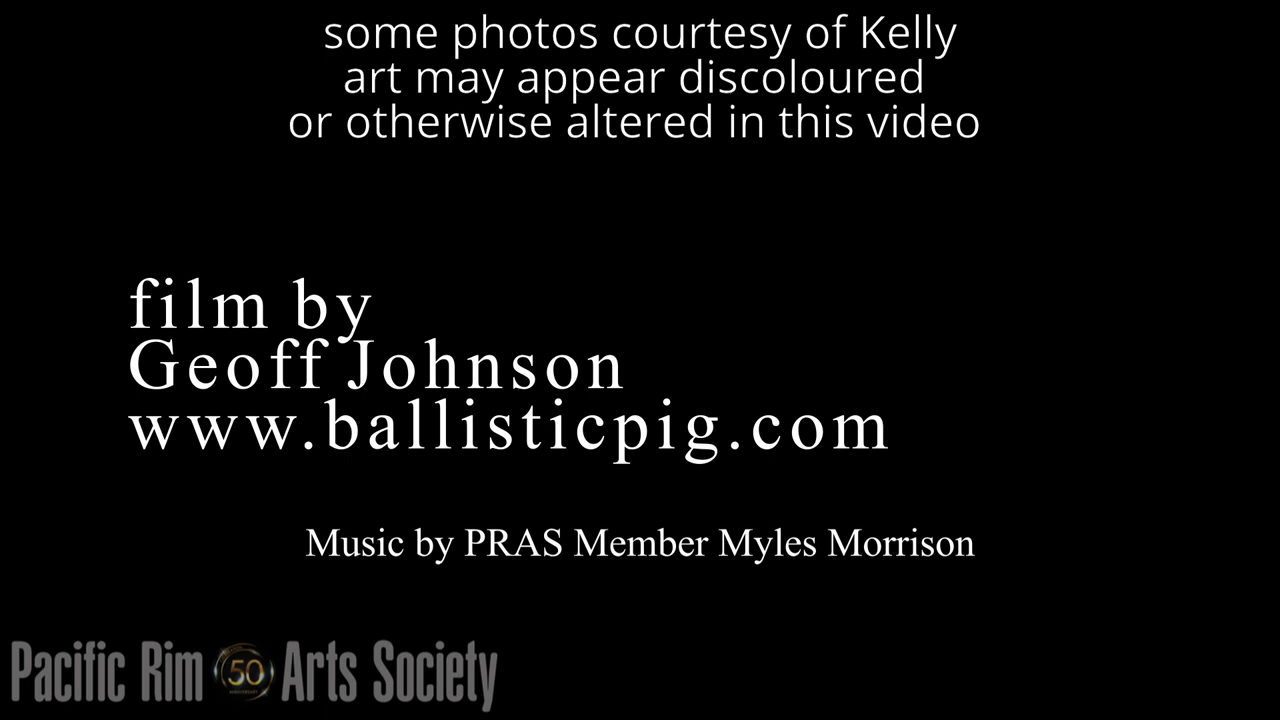 some photos courtesy of Kelly
art may appear discoloured
or otherwise altered in this video
film by
Geoff Johnson
www.ballisticpig.com
Music by PRAS Member Myles Morrison
Pacific Rim 50 Arts Society
ANNIVERSARY